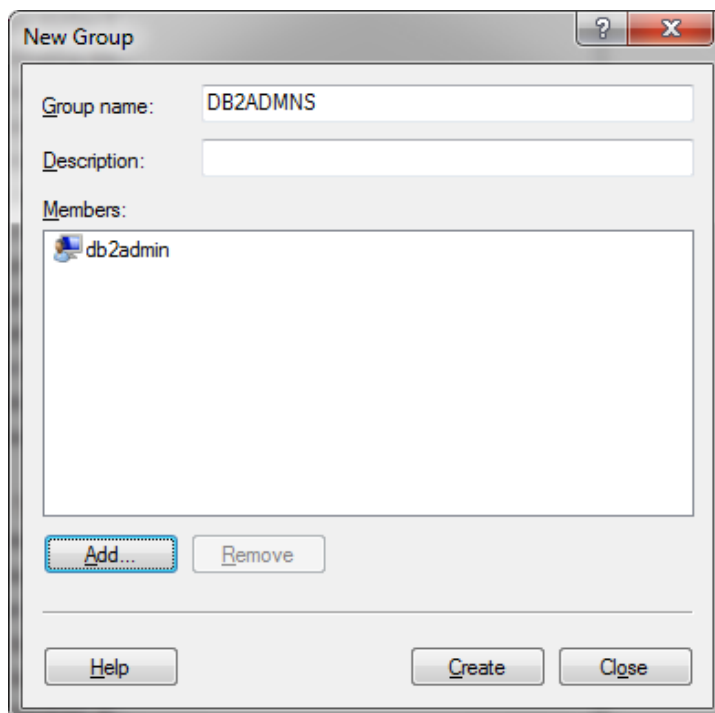 New Group
Group name: DB2ADMNS
Description:
Members:
db2admin
Add... Remove
Help Create Close